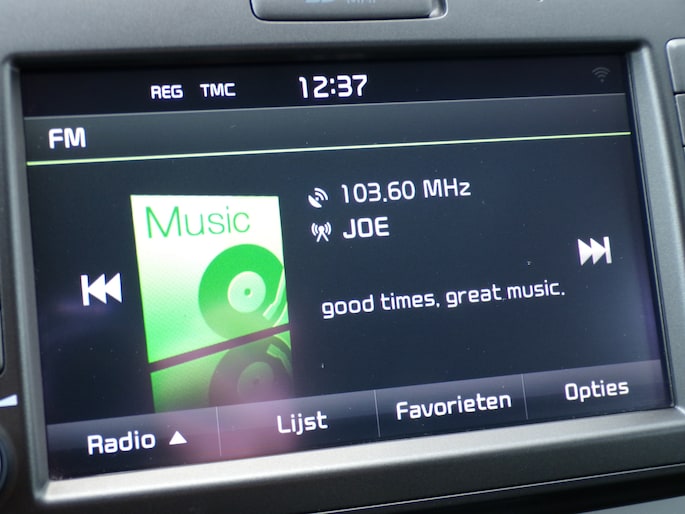 REG TMC 12:37
FM
Music
103.60 MHz
JOE
good times, great music.
Radio Lijst Favorieten Opties